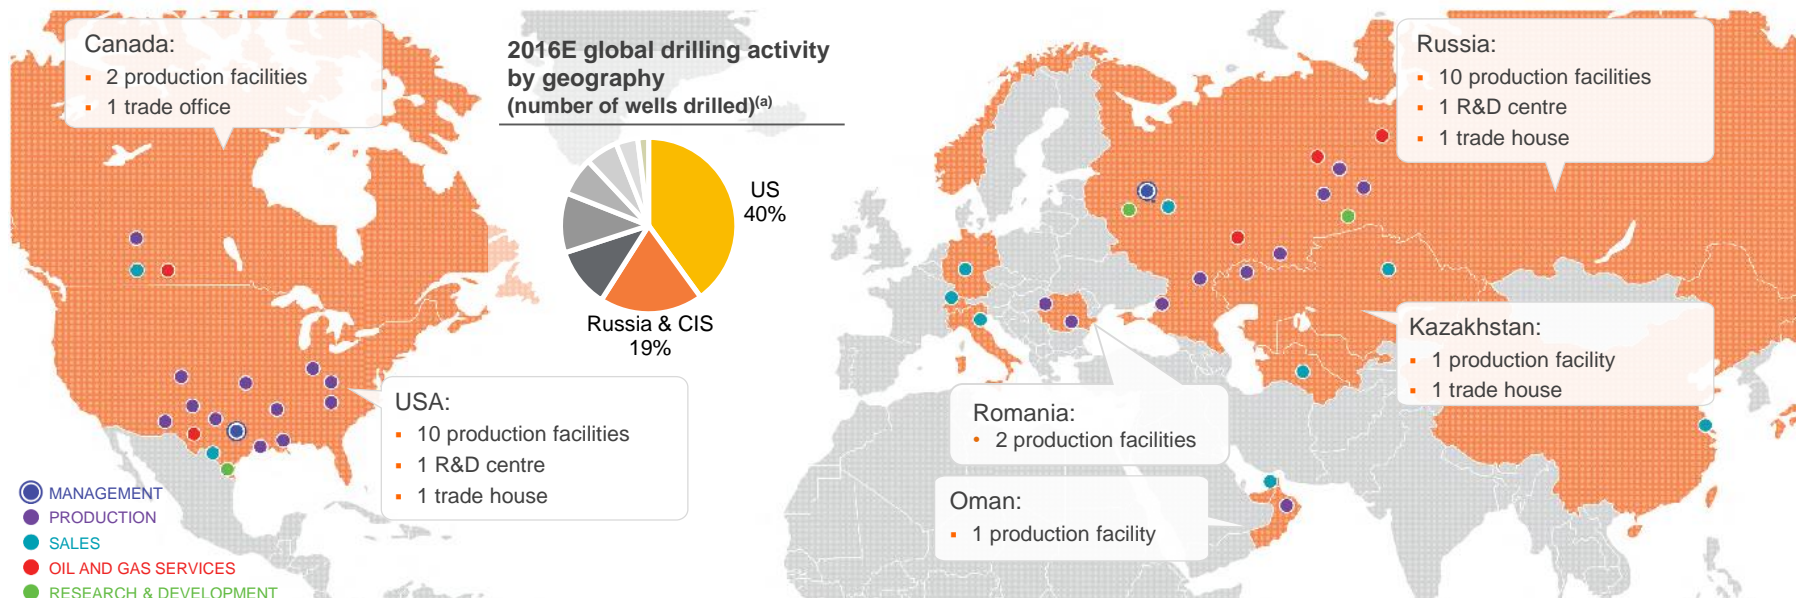 Canada:
▪ 2 production facilities
▪ 1 trade office
2016E global drilling activity
by geography
(number of wells drilled)(a)
US
40%
Russia & CIS
19%
Russia:
▪ 10 production facilities
▪ 1 R&D centre
▪ 1 trade house
USA:
▪ 10 production facilities
▪ 1 R&D centre
▪ 1 trade house
Kazakhstan:
▪ 1 production facility
▪ 1 trade house
Romania:
• 2 production facilities
Oman:
▪ 1 production facility
MANAGEMENT
PRODUCTION
SALES
OIL AND GAS SERVICES
RESEARCH & DEVELOPMENT